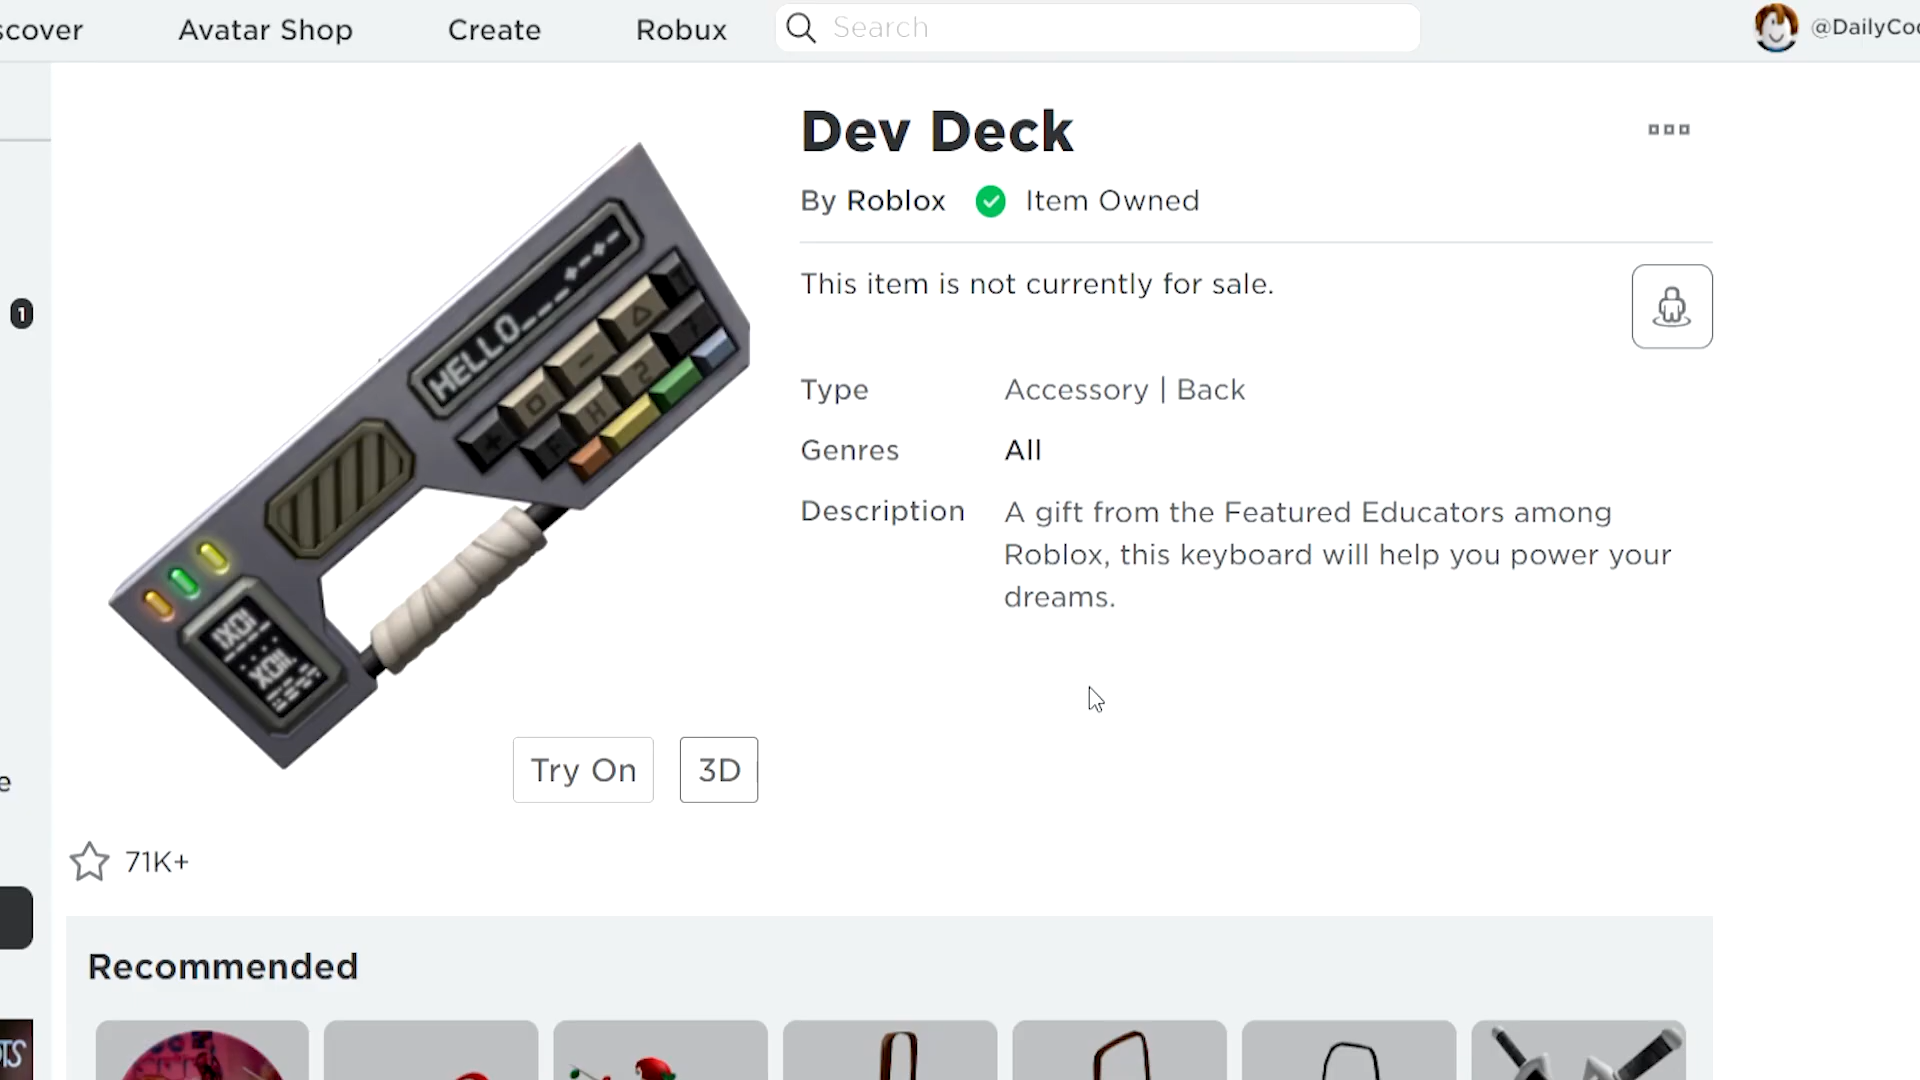 scover
Avatar Shop
Create
Robux
Search
@DailyCod
1
Dev Deck
By Roblox
Item Owned
This item is not currently for sale.
Type
Accessory | Back
Genres
All
Description
A gift from the Featured Educators among
Roblox, this keyboard will help you power your
dreams.
HELLO
Try On
3D
e
71K+
Recommended